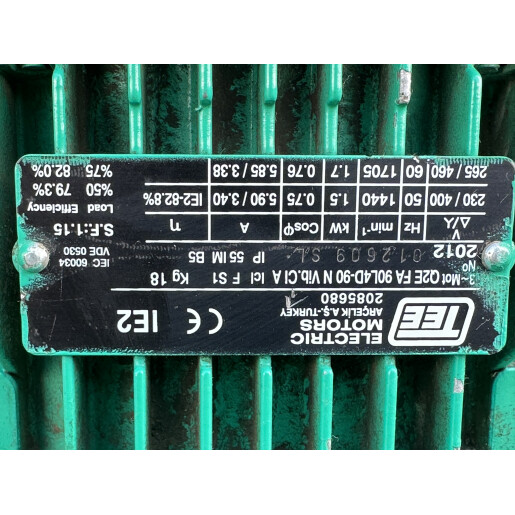 TEE
ELECTRIC
MOTORS
ARÇELİK A.Ş.-TURKEY
2085680
CE IE2
3~Mot Q2E FA 90L4D-90 N Vib.Cl A Icl F S1 Kg 18
No 012609 SL IP 55 IM B5
IEC 60034
VDE 0530
2012
Δ/⅄ V Hz min⁻¹ kW Cosφ A η S.F.:1.15
230 / 400 50 1440 1.5 0.75 5.90 / 3.40 IE2-82.8%
265 / 460 60 1705 1.7 0.76 5.85 / 3.38
Load Efficiency
%50 79.3%
%75 82.0%